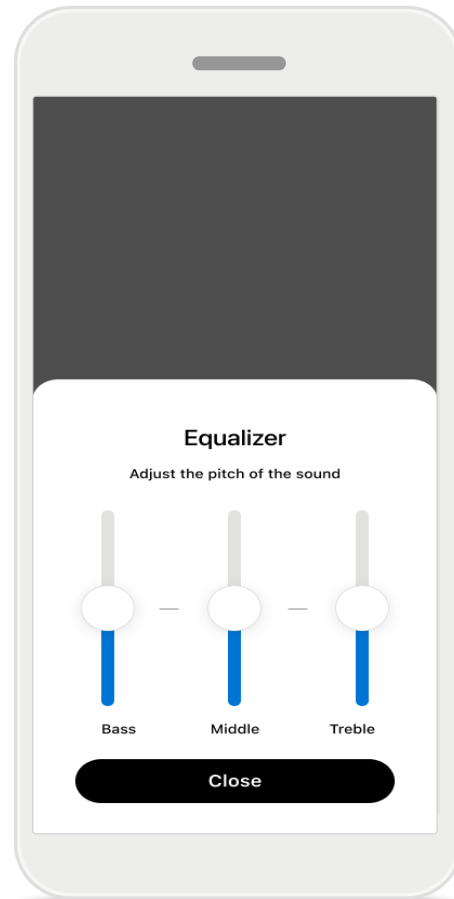 Equalizer
Adjust the pitch of the sound
Bass Middle Treble
Close